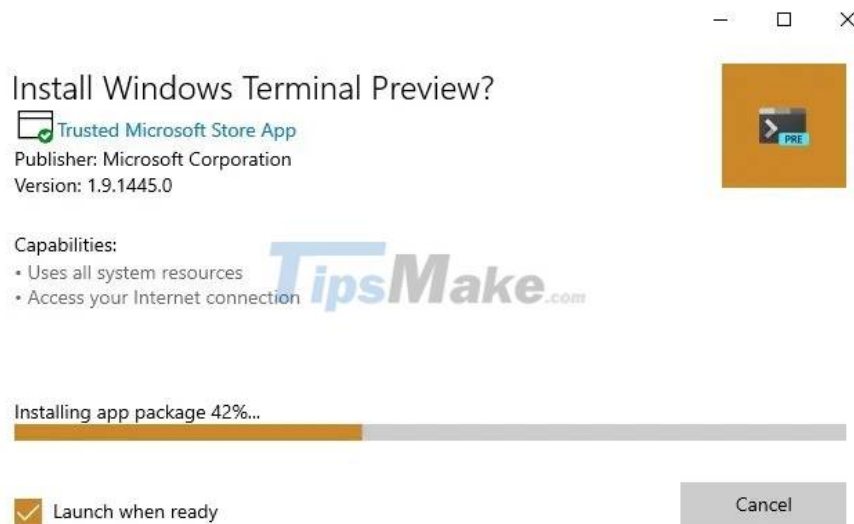 Install Windows Terminal Preview?
Trusted Microsoft Store App
Publisher: Microsoft Corporation
Version: 1.9.1445.0
PRE
Capabilities:
• Uses all system resources
• Access your Internet connection
TipsMake.com
Installing app package 42%...
Launch when ready
Cancel